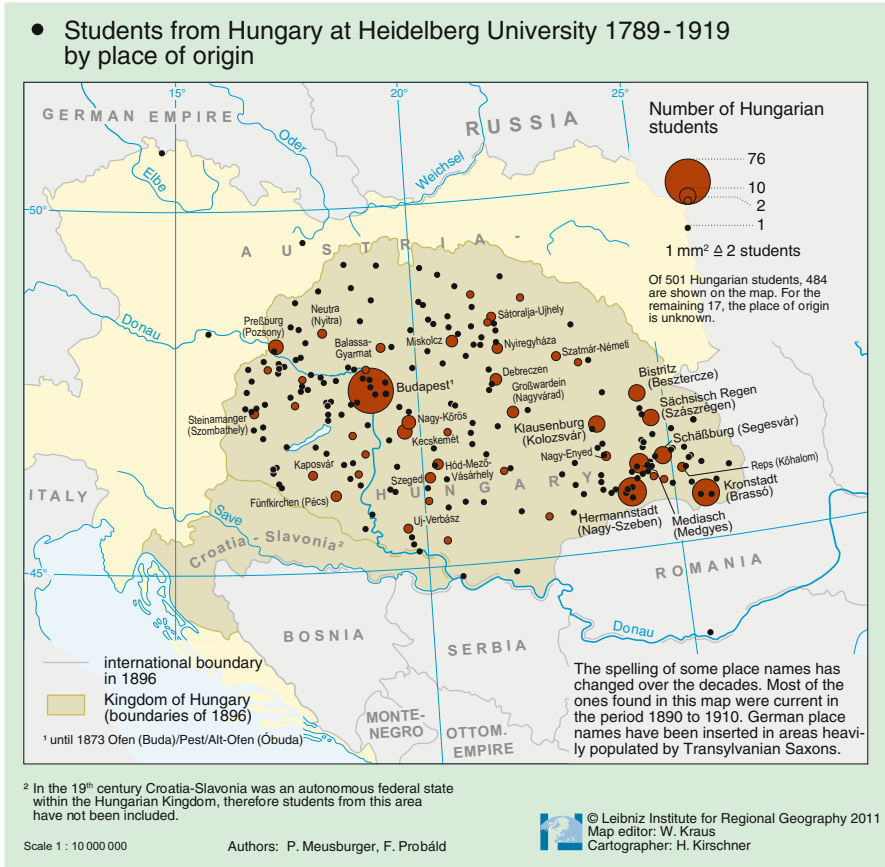 Students from Hungary at Heidelberg University 1789-1919
by place of origin
15°
20°
25°
GERMAN EMPIRE
Oder
Elbe
RUSSIA
Weichsel
Number of Hungarian
students
76
10
2
1
1 mm² ≙ 2 students
Of 501 Hungarian students, 484
are shown on the map. For the
remaining 17, the place of origin
is unknown.
50°
AUSTRIA-
Donau
Preßburg
(Pozsony)
Neutra
(Nyitra)
Balassa-
Gyarmat
Miskolcz
Sátoralja-Ujhely
Nyiregyháza
Szatmár-Németi
Debreczen
Großwardein
(Nagyvárad)
Bistritz
(Besztercze)
Budapest¹
Sächsisch Regen
(Szászrégen)
Steinamanger
(Szombathely)
Nagy-Kőrös
Kecskemét
Klausenburg
(Kolozsvár)
Schäßburg (Segesvár)
Nagy-Enyed
Reps (Kőhalom)
Kaposvár
Szeged
Hód-Mező-
Vásárhely
Kronstadt
(Brassó)
HUNGARY
Fünfkirchen (Pécs)
Uj-Verbász
Hermannstadt
(Nagy-Szeben)
Mediasch
(Medgyes)
ITALY
Save
Croatia-Slavonia²
45°
ROMANIA
BOSNIA
SERBIA
Donau
MONTE-
NEGRO
OTTOM.
EMPIRE
international boundary
in 1896
Kingdom of Hungary
(boundaries of 1896)
¹ until 1873 Ofen (Buda)/Pest/Alt-Ofen (Óbuda)
The spelling of some place names has
changed over the decades. Most of the
ones found in this map were current in
the period 1890 to 1910. German place
names have been inserted in areas heavi-
ly populated by Transylvanian Saxons.
² In the 19th century Croatia-Slavonia was an autonomous federal state
within the Hungarian Kingdom, therefore students from this area
have not been included.
Scale 1 : 10 000 000
Authors: P. Meusburger, F. Probáld
© Leibniz Institute for Regional Geography 2011
Map editor: W. Kraus
Cartographer: H. Kirschner